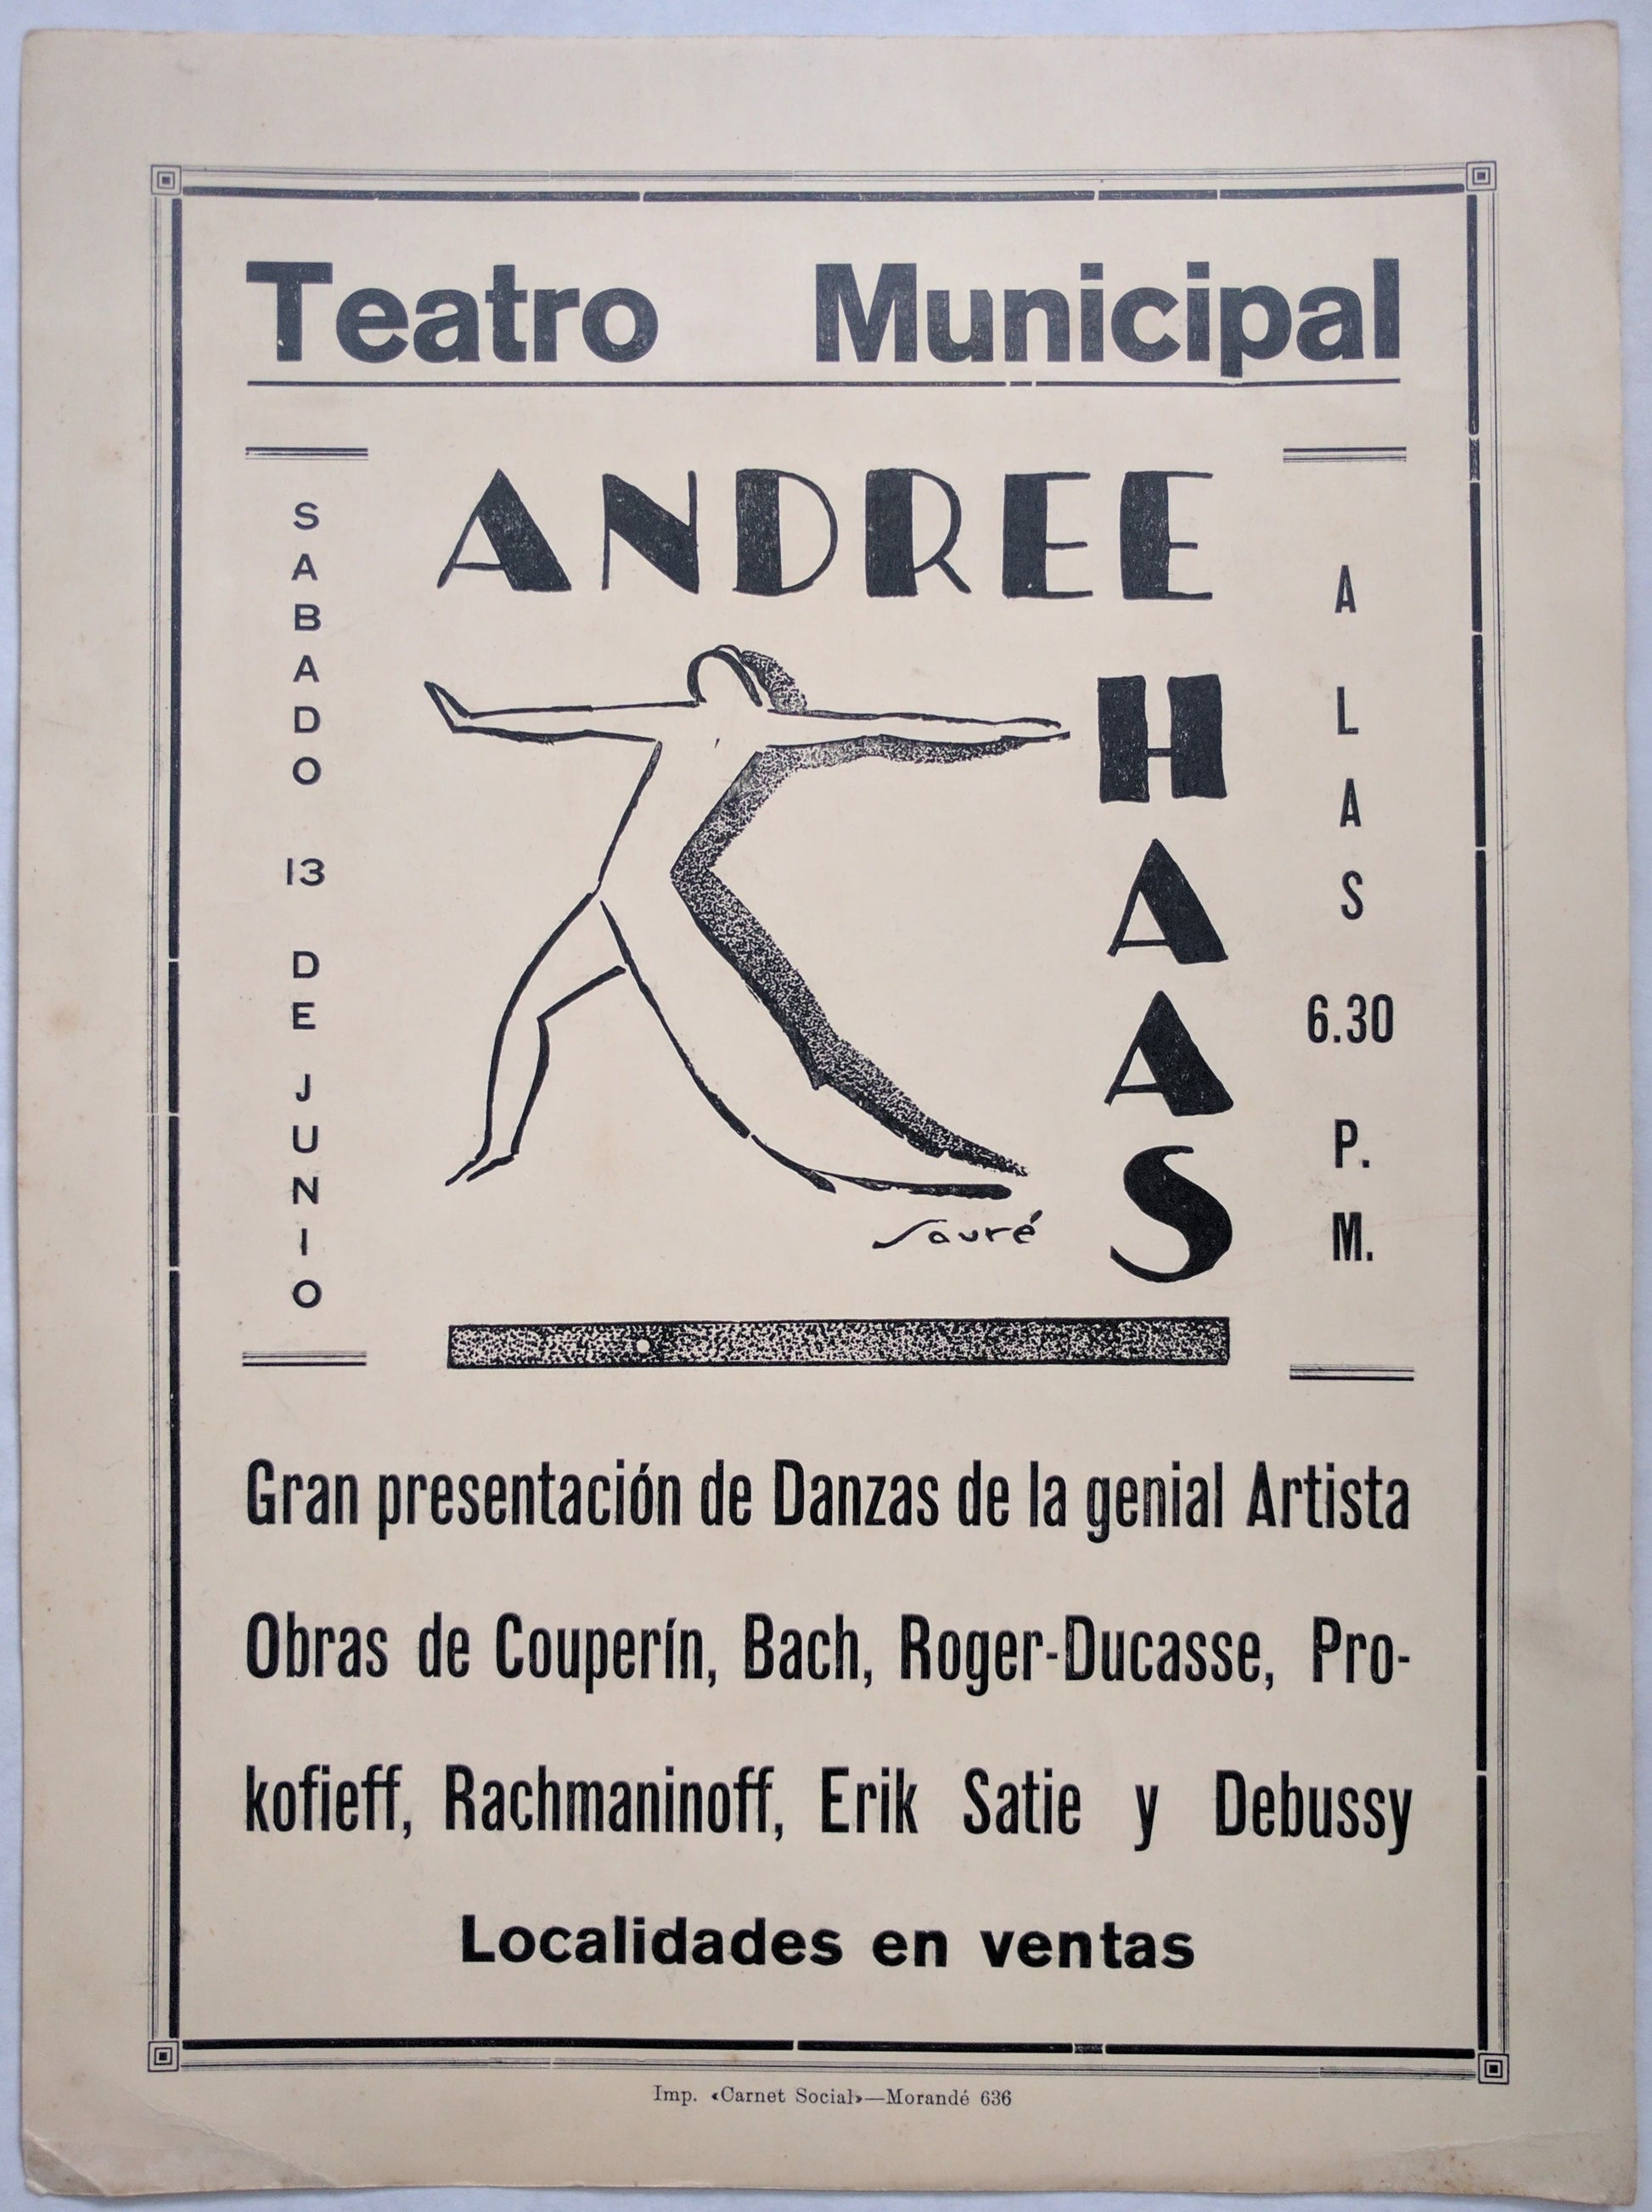 Teatro Municipal
ANDREE
HAAS
SABADO 13 DE JUNIO
A LAS 6.30 P. M.
Sauré
Gran presentación de Danzas de la genial Artista
Obras de Couperín, Bach, Roger-Ducasse, Pro-
kofieff, Rachmaninoff, Erik Satie y Debussy
Localidades en ventas
Imp. «Carnet Social»—Morandé 636